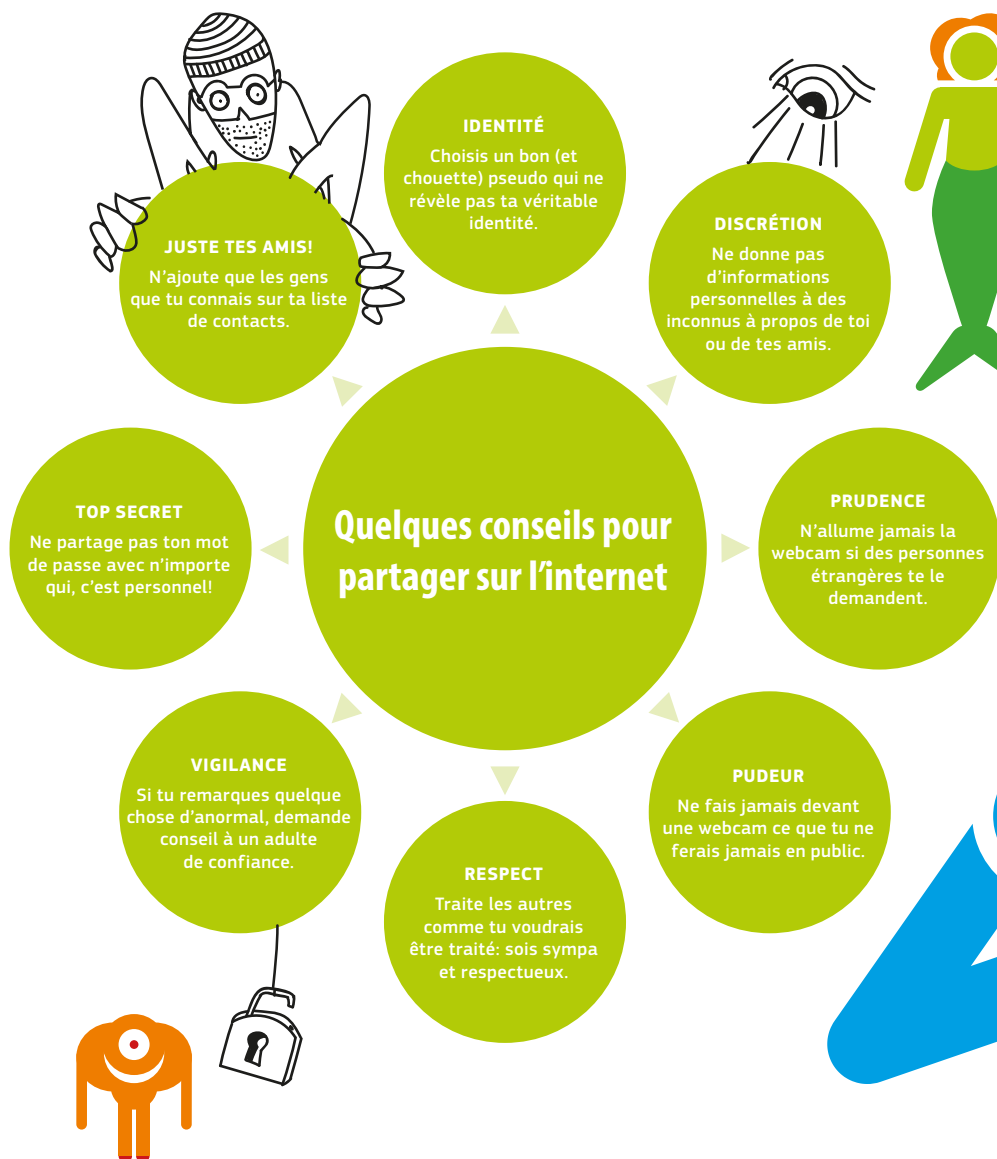 IDENTITÉ
Choisis un bon (et
chouette) pseudo qui ne
révèle pas ta véritable
identité.
JUSTE TES AMIS!
N'ajoute que les gens
que tu connais sur ta liste
de contacts.
DISCRÉTION
Ne donne pas
d'informations
personnelles à des
inconnus à propos de toi
ou de tes amis.
TOP SECRET
Ne partage pas ton mot
de passe avec n'importe
qui, c'est personnel!
Quelques conseils pour
partager sur l'internet
PRUDENCE
N'allume jamais la
webcam si des personnes
étrangères te le
demandent.
VIGILANCE
Si tu remarques quelque
chose d'anormal, demande
conseil à un adulte
de confiance.
PUDEUR
Ne fais jamais devant
une webcam ce que tu ne
ferais jamais en public.
RESPECT
Traite les autres
comme tu voudrais
être traité: sois sympa
et respectueux.